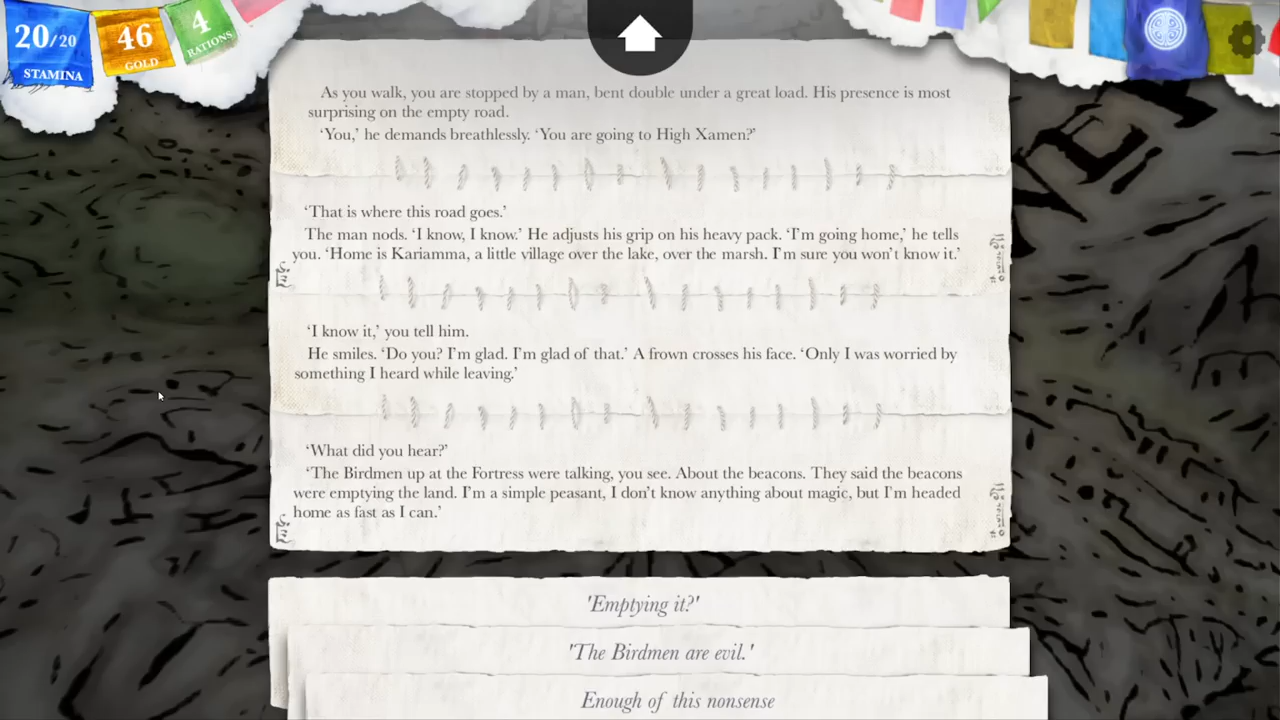 20/20
STAMINA
46
GOLD
4
RATIONS
As you walk, you are stopped by a man, bent double under a great load. His presence is most
surprising on the empty road.
‘You,’ he demands breathlessly. ‘You are going to High Xamen?’
‘That is where this road goes.’
The man nods. ‘I know, I know.’ He adjusts his grip on his heavy pack. ‘I’m going home,’ he tells
you. ‘Home is Kariamma, a little village over the lake, over the marsh. I’m sure you won’t know it.’
‘I know it,’ you tell him.
He smiles. ‘Do you? I’m glad. I’m glad of that.’ A frown crosses his face. ‘Only I was worried by
something I heard while leaving.’
‘What did you hear?’
‘The Birdmen up at the Fortress were talking, you see. About the beacons. They said the beacons
were emptying the land. I’m a simple peasant, I don’t know anything about magic, but I’m headed
home as fast as I can.’
'Emptying it?'
'The Birdmen are evil.'
Enough of this nonsense